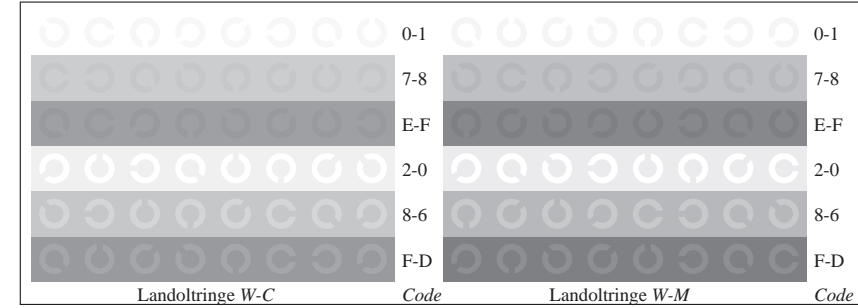 0-1 0-1
7-8 7-8
E-F E-F
2-0 2-0
8-6 8-6
F-D F-D
Landoltringe W-C Code Landoltringe W-M Code